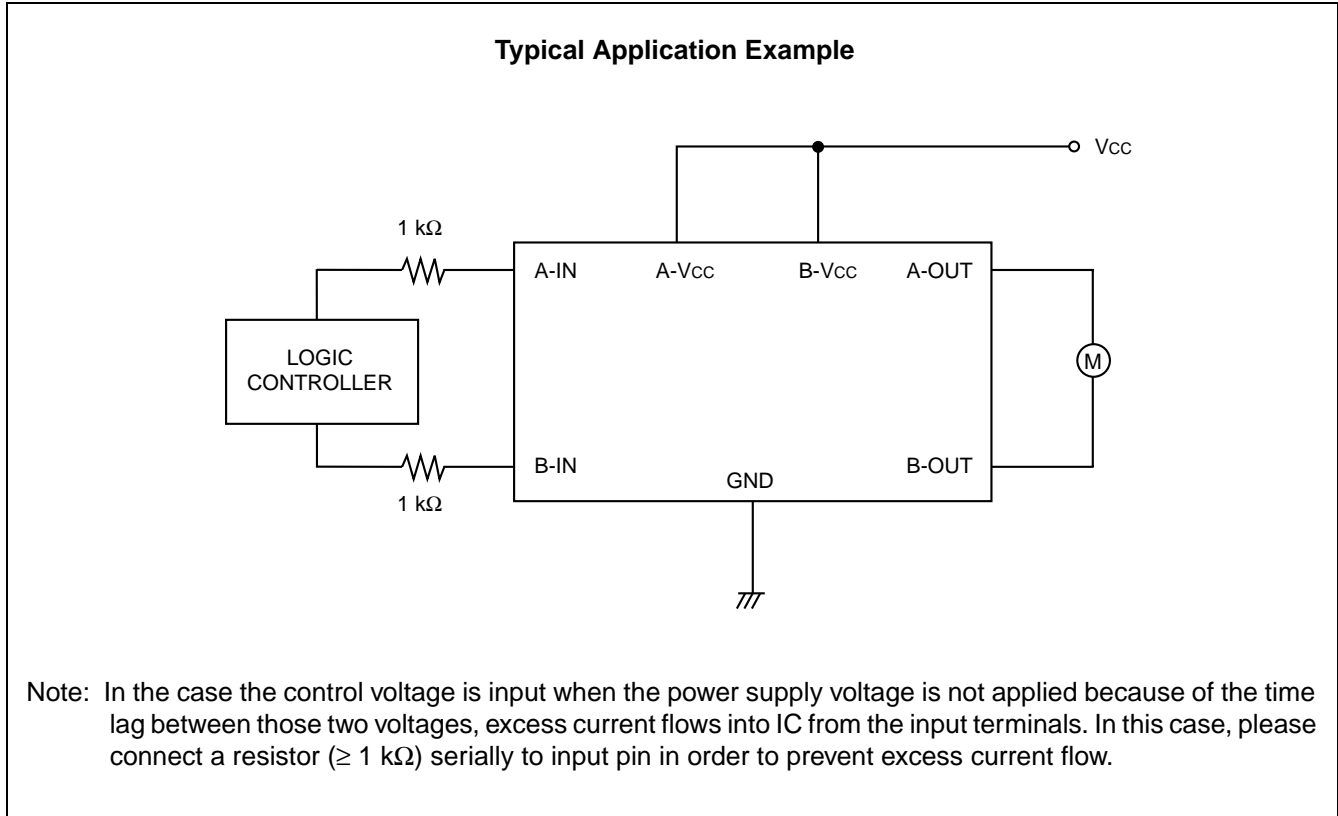 Typical Application Example
Vcc
1 kΩ
A-IN
A-Vcc
B-Vcc
A-OUT
LOGIC
CONTROLLER
M
B-IN
B-OUT
GND
1 kΩ
Note: In the case the control voltage is input when the power supply voltage is not applied because of the time
lag between those two voltages, excess current flows into IC from the input terminals. In this case, please
connect a resistor (≥ 1 kΩ) serially to input pin in order to prevent excess current flow.